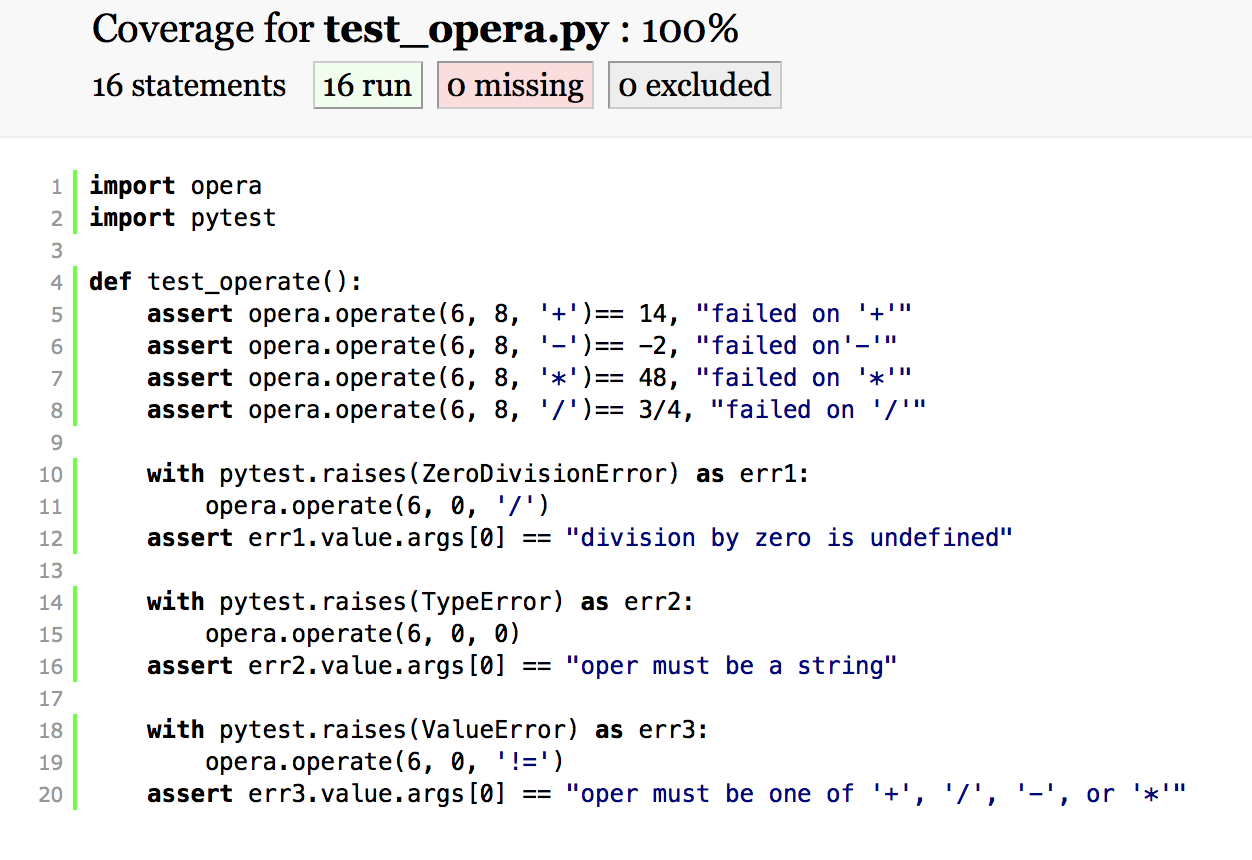 Coverage for test_opera.py : 100%
16 statements 16 run 0 missing 0 excluded
1 import opera
2 import pytest
3
4 def test_operate():
5     assert opera.operate(6, 8, '+')== 14, "failed on '+'"
6     assert opera.operate(6, 8, '-')== -2, "failed on'-'"
7     assert opera.operate(6, 8, '*')== 48, "failed on '*'"
8     assert opera.operate(6, 8, '/')== 3/4, "failed on '/'"
9
10     with pytest.raises(ZeroDivisionError) as err1:
11         opera.operate(6, 0, '/')
12     assert err1.value.args[0] == "division by zero is undefined"
13
14     with pytest.raises(TypeError) as err2:
15         opera.operate(6, 0, 0)
16     assert err2.value.args[0] == "oper must be a string"
17
18     with pytest.raises(ValueError) as err3:
19         opera.operate(6, 0, '!=')
20     assert err3.value.args[0] == "oper must be one of '+', '/', '-', or '*'"